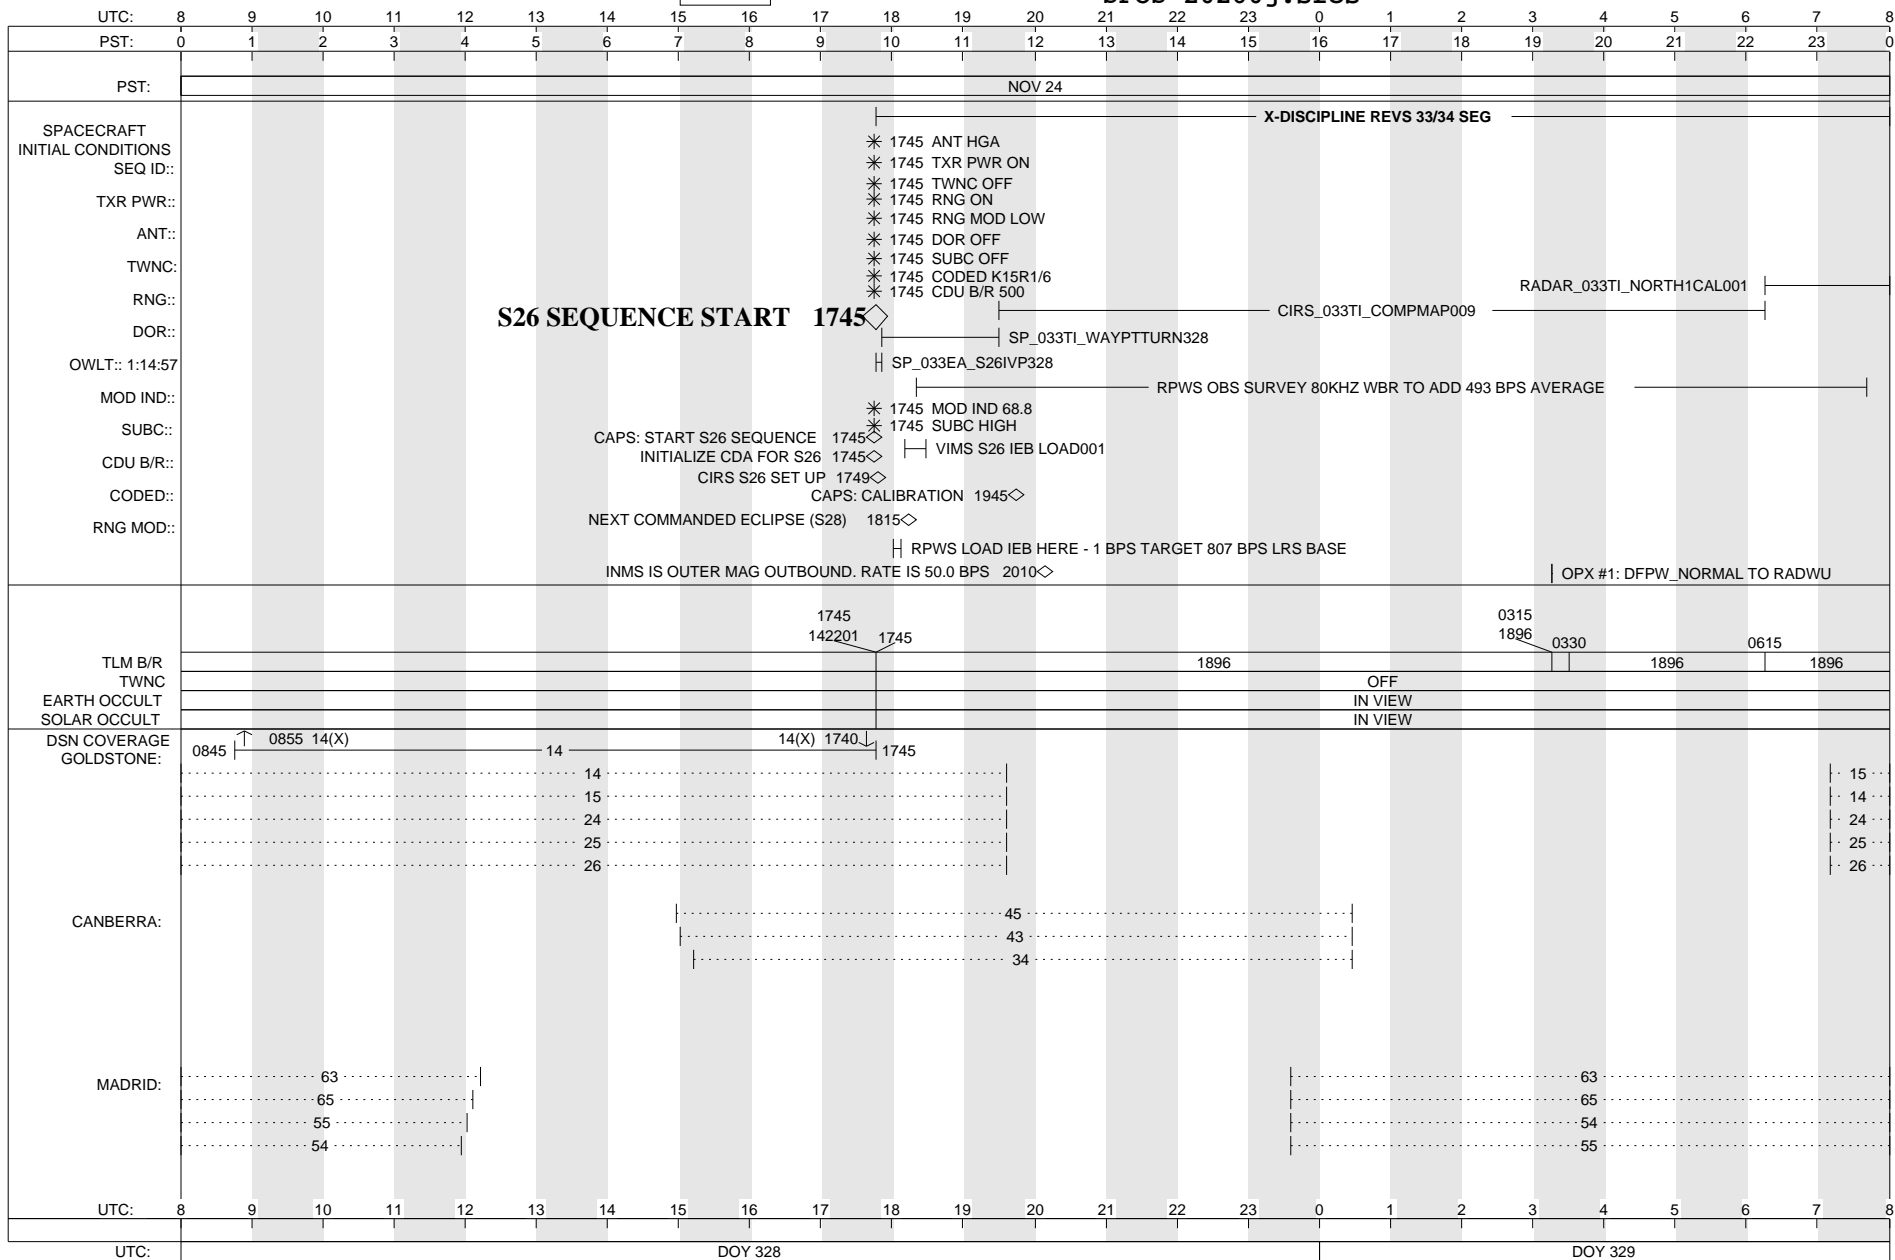 UTC: 8 9 10 11 12 13 14 15 16 17 18 19 20 21 22 23 0 1 2 3 4 5 6 7 8
PST: 0 1 2 3 4 5 6 7 8 9 10 11 12 13 14 15 16 17 18 19 20 21 22 23 0
PST: NOV 24
X-DISCIPLINE REVS 33/34 SEG
SPACECRAFT
INITIAL CONDITIONS
SEQ ID::
TXR PWR::
ANT::
TWNC:
RNG::
DOR::
OWLT:: 1:14:57
MOD IND::
SUBC::
CDU B/R::
CODED::
RNG MOD::
1745 ANT HGA
1745 TXR PWR ON
1745 TWNC OFF
1745 RNG ON
1745 RNG MOD LOW
1745 DOR OFF
1745 SUBC OFF
1745 CODED K15R1/6
1745 CDU B/R 500
RADAR_033TI_NORTH1CAL001
S26 SEQUENCE START 1745
CIRS_033TI_COMPMAP009
SP_033TI_WAYPTTURN328
SP_033EA_S26IVP328
RPWS OBS SURVEY 80KHZ WBR TO ADD 493 BPS AVERAGE
1745 MOD IND 68.8
1745 SUBC HIGH
CAPS: START S26 SEQUENCE 1745
VIMS S26 IEB LOAD001
INITIALIZE CDA FOR S26 1745
CIRS S26 SET UP 1749
CAPS: CALIBRATION 1945
NEXT COMMANDED ECLIPSE (S28) 1815
RPWS LOAD IEB HERE - 1 BPS TARGET 807 BPS LRS BASE
INMS IS OUTER MAG OUTBOUND. RATE IS 50.0 BPS 2010
OPX #1: DFPW_NORMAL TO RADWU
1745 0315
142201 1745 1896 0330 0615
TLM B/R 1896 1896 1896
TWNC OFF
EARTH OCCULT IN VIEW
SOLAR OCCULT IN VIEW
DSN COVERAGE 0855 14(X) 14(X) 1740
GOLDSTONE: 0845 14 1745
14 15
15 14
24 24
25 25
26 26
CANBERRA: 45
43
34
MADRID: 63 63
65 65
55 54
54 55
UTC: 8 9 10 11 12 13 14 15 16 17 18 19 20 21 22 23 0 1 2 3 4 5 6 7 8
UTC: DOY 328 DOY 329